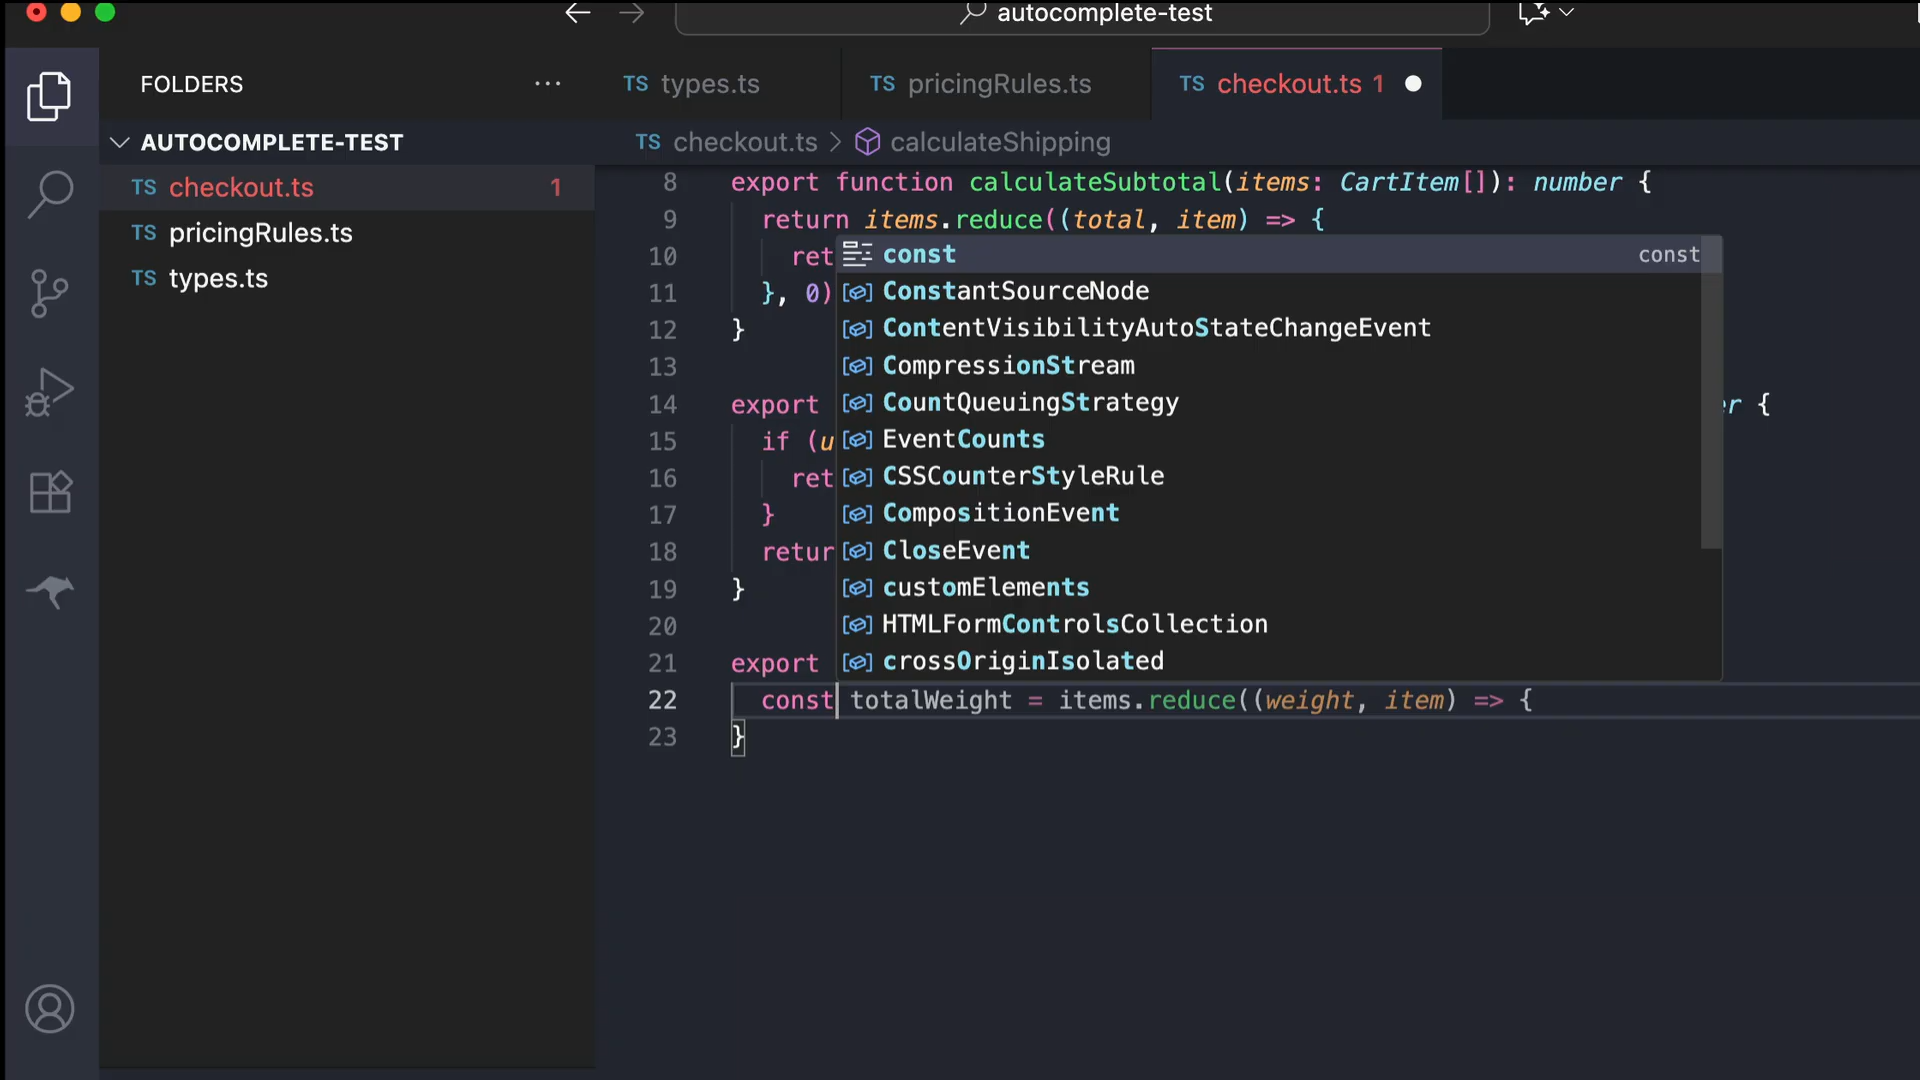 autocomplete-test
FOLDERS ...
TS types.ts
TS pricingRules.ts
TS checkout.ts 1
AUTOCOMPLETE-TEST
TS checkout.ts 1
TS pricingRules.ts
TS types.ts
TS checkout.ts > calculateShipping
8 export function calculateSubtotal(items: CartItem[]): number {
9 return items.reduce((total, item) => {
10 ret
11 }, 0)
12 }
13
14 export r {
15 if (u
16 ret
17 }
18 retur
19 }
20
21 export
22 const totalWeight = items.reduce((weight, item) => {
23 }
const const
ConstantSourceNode
ContentVisibilityAutoStateChangeEvent
CompressionStream
CountQueuingStrategy
EventCounts
CSSCounterStyleRule
CompositionEvent
CloseEvent
customElements
HTMLFormControlsCollection
crossOriginIsolated